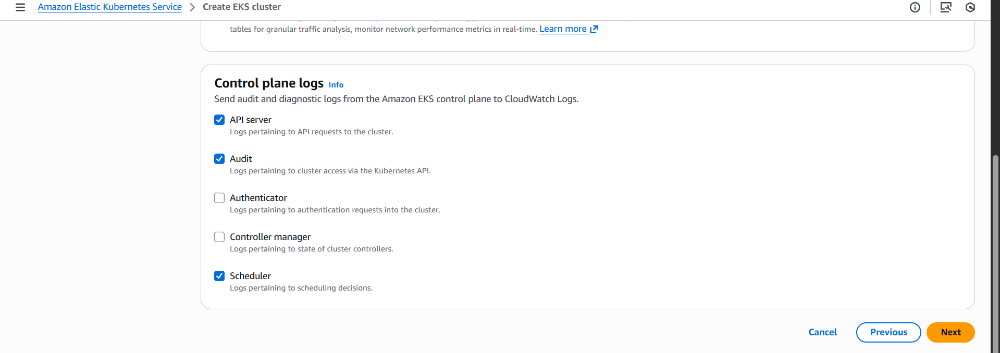 Amazon Elastic Kubernetes Service > Create EKS cluster
tables for granular traffic analysis, monitor network performance metrics in real-time. Learn more
Control plane logs Info
Send audit and diagnostic logs from the Amazon EKS control plane to CloudWatch Logs.
API server
Logs pertaining to API requests to the cluster.
Audit
Logs pertaining to cluster access via the Kubernetes API.
Authenticator
Logs pertaining to authentication requests into the cluster.
Controller manager
Logs pertaining to state of cluster controllers.
Scheduler
Logs pertaining to scheduling decisions.
Cancel Previous Next